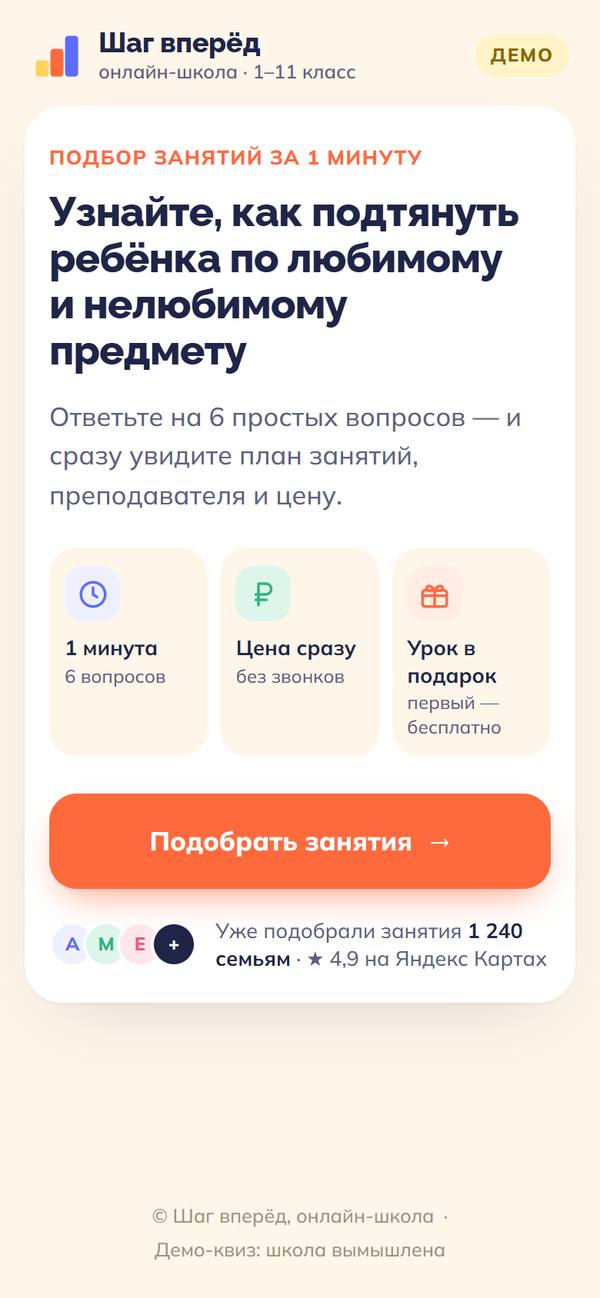 Шаг вперёд
онлайн-школа · 1–11 класс
ДЕМО
ПОДБОР ЗАНЯТИЙ ЗА 1 МИНУТУ
Узнайте, как подтянуть
ребёнка по любимому
и нелюбимому
предмету
Ответьте на 6 простых вопросов — и
сразу увидите план занятий,
преподавателя и цену.
1 минута
6 вопросов
Цена сразу
без звонков
Урок в
подарок
первый —
бесплатно
Подобрать занятия →
А М Е +
Уже подобрали занятия 1 240
семьям · ★ 4,9 на Яндекс Картах
© Шаг вперёд, онлайн-школа ·
Демо-квиз: школа вымышлена